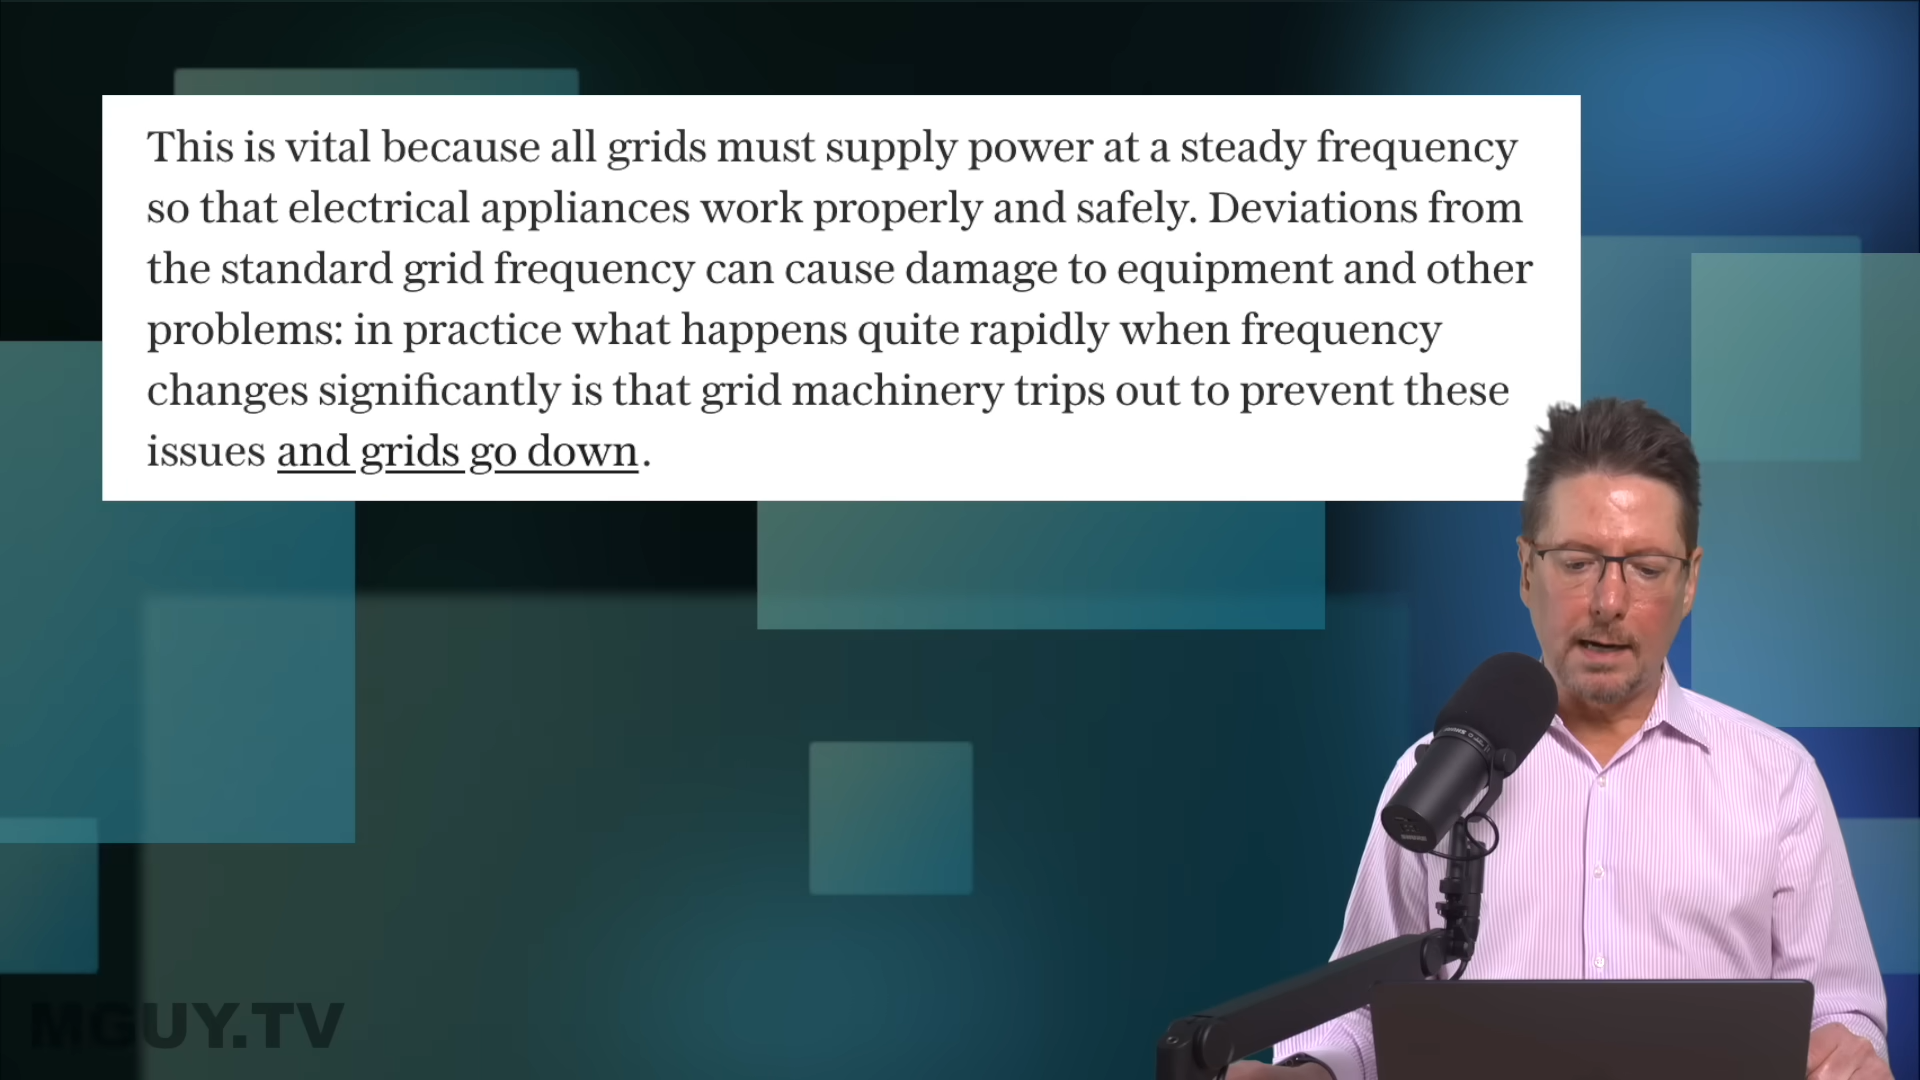 This is vital because all grids must supply power at a steady frequency
so that electrical appliances work properly and safely. Deviations from
the standard grid frequency can cause damage to equipment and other
problems: in practice what happens quite rapidly when frequency
changes significantly is that grid machinery trips out to prevent these
issues and grids go down.
MGUY.TV